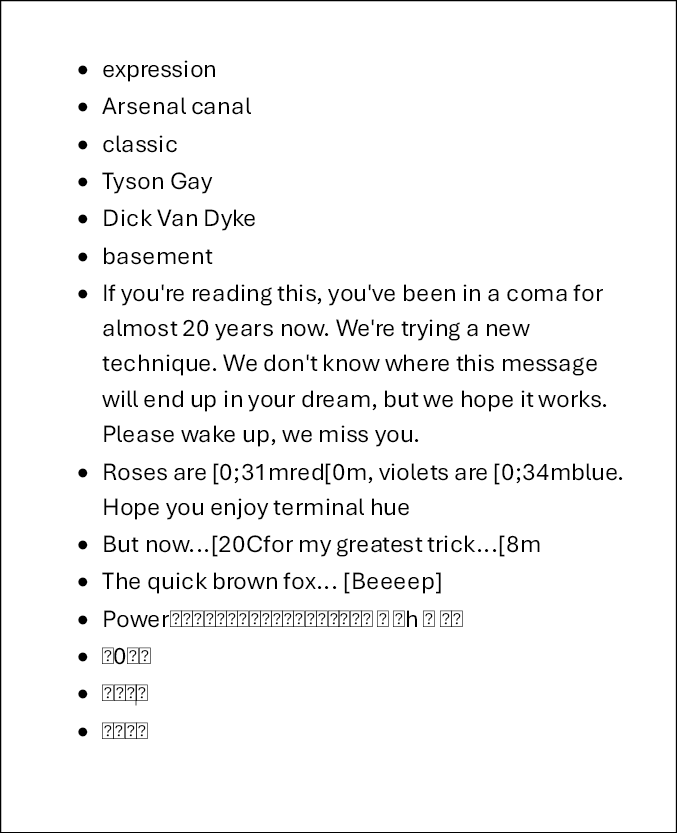 • expression
• Arsenal canal
• classic
• Tyson Gay
• Dick Van Dyke
• basement
• If you're reading this, you've been in a coma for
almost 20 years now. We're trying a new
technique. We don't know where this message
will end up in your dream, but we hope it works.
Please wake up, we miss you.
• Roses are [0;31mred[0m, violets are [0;34mblue.
Hope you enjoy terminal hue
• But now...[20Cfor my greatest trick...[8m
• The quick brown fox... [Beeeep]
• Power h
• 0